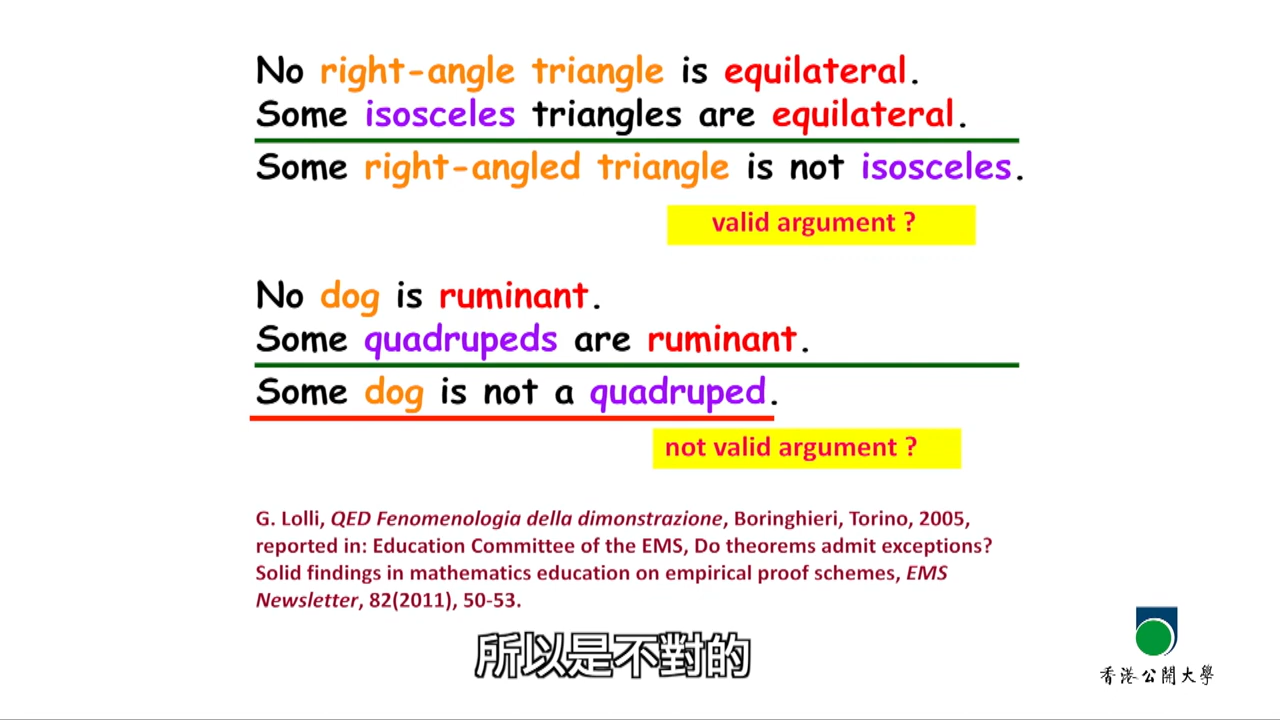 No right-angle triangle is equilateral.
Some isosceles triangles are equilateral.
Some right-angled triangle is not isosceles.
valid argument ?
No dog is ruminant.
Some quadrupeds are ruminant.
Some dog is not a quadruped.
not valid argument ?
G. Lolli, QED Fenomenologia della dimonstrazione, Boringhieri, Torino, 2005,
reported in: Education Committee of the EMS, Do theorems admit exceptions?
Solid findings in mathematics education on empirical proof schemes, EMS
Newsletter, 82(2011), 50-53.
所以是不對的
香港公開大學